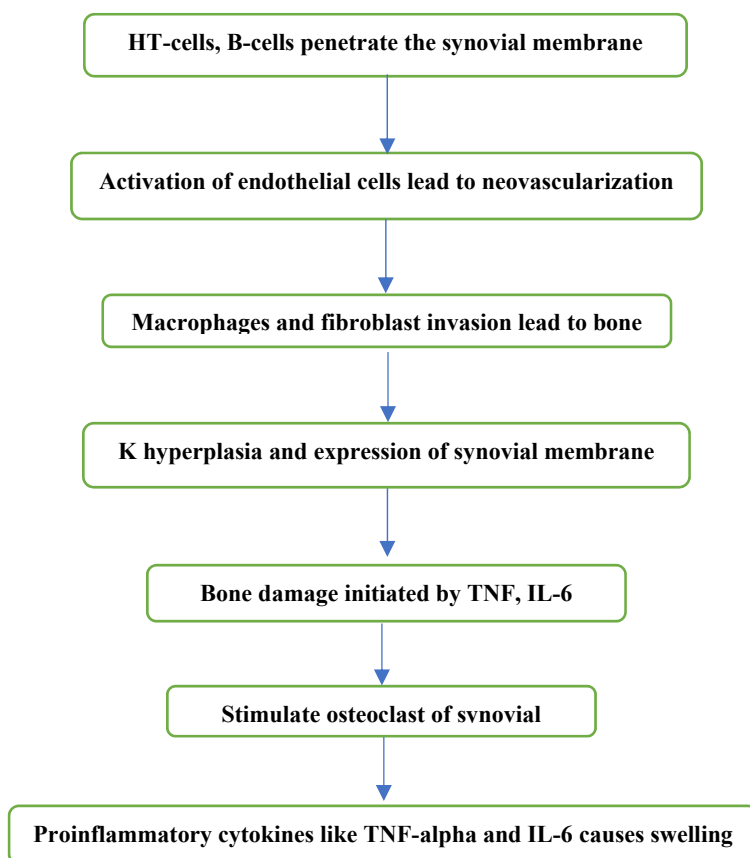 HT-cells, B-cells penetrate the synovial membrane
Activation of endothelial cells lead to neovascularization
Macrophages and fibroblast invasion lead to bone
K hyperplasia and expression of synovial membrane
Bone damage initiated by TNF, IL-6
Stimulate osteoclast of synovial
Proinflammatory cytokines like TNF-alpha and IL-6 causes swelling